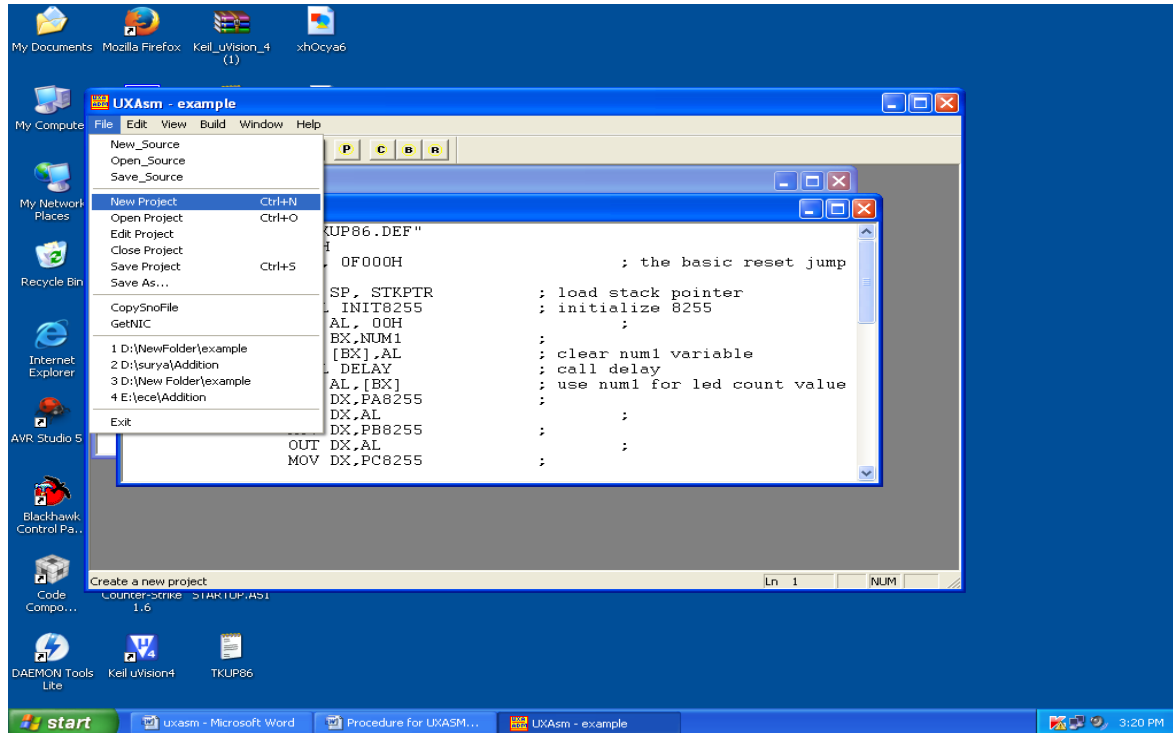 My Documents
Mozilla Firefox
Keil_uVision_4
(1)
xhOcya6
My Compute
UXAsm - example
File Edit View Build Window Help
P C B R
New_Source
Open_Source
Save_Source
New Project Ctrl+N
Open Project Ctrl+O
Edit Project
Close Project
Save Project Ctrl+S
Save As...
CopySnoFile
GetNIC
1 D:\NewFolder\example
2 D:\surya\Addition
3 D:\New Folder\example
4 E:\ece\Addition
Exit
KUP86.DEF"
H
, 0F000H ; the basic reset jump
SP, STKPTR ; load stack pointer
L INIT8255 ; initialize 8255
AL, 00H ;
BX,NUM1 ;
[BX],AL ; clear num1 variable
L DELAY ; call delay
AL,[BX] ; use num1 for led count value
DX,PA8255 ;
DX,AL ;
DX,PB8255 ;
OUT DX,AL ;
MOV DX,PC8255 ;
Create a new project
Ln 1
NUM
My Network
Places
Recycle Bin
Internet
Explorer
AVR Studio 5
Blackhawk
Control Pa..
Code
Compo...
Counter-Strike
1.6
STARTUP.A51
DAEMON Tools
Lite
Keil uVision4
TKUP86
start
uxasm - Microsoft Word
Procedure for UXASM...
UXAsm - example
3:20 PM